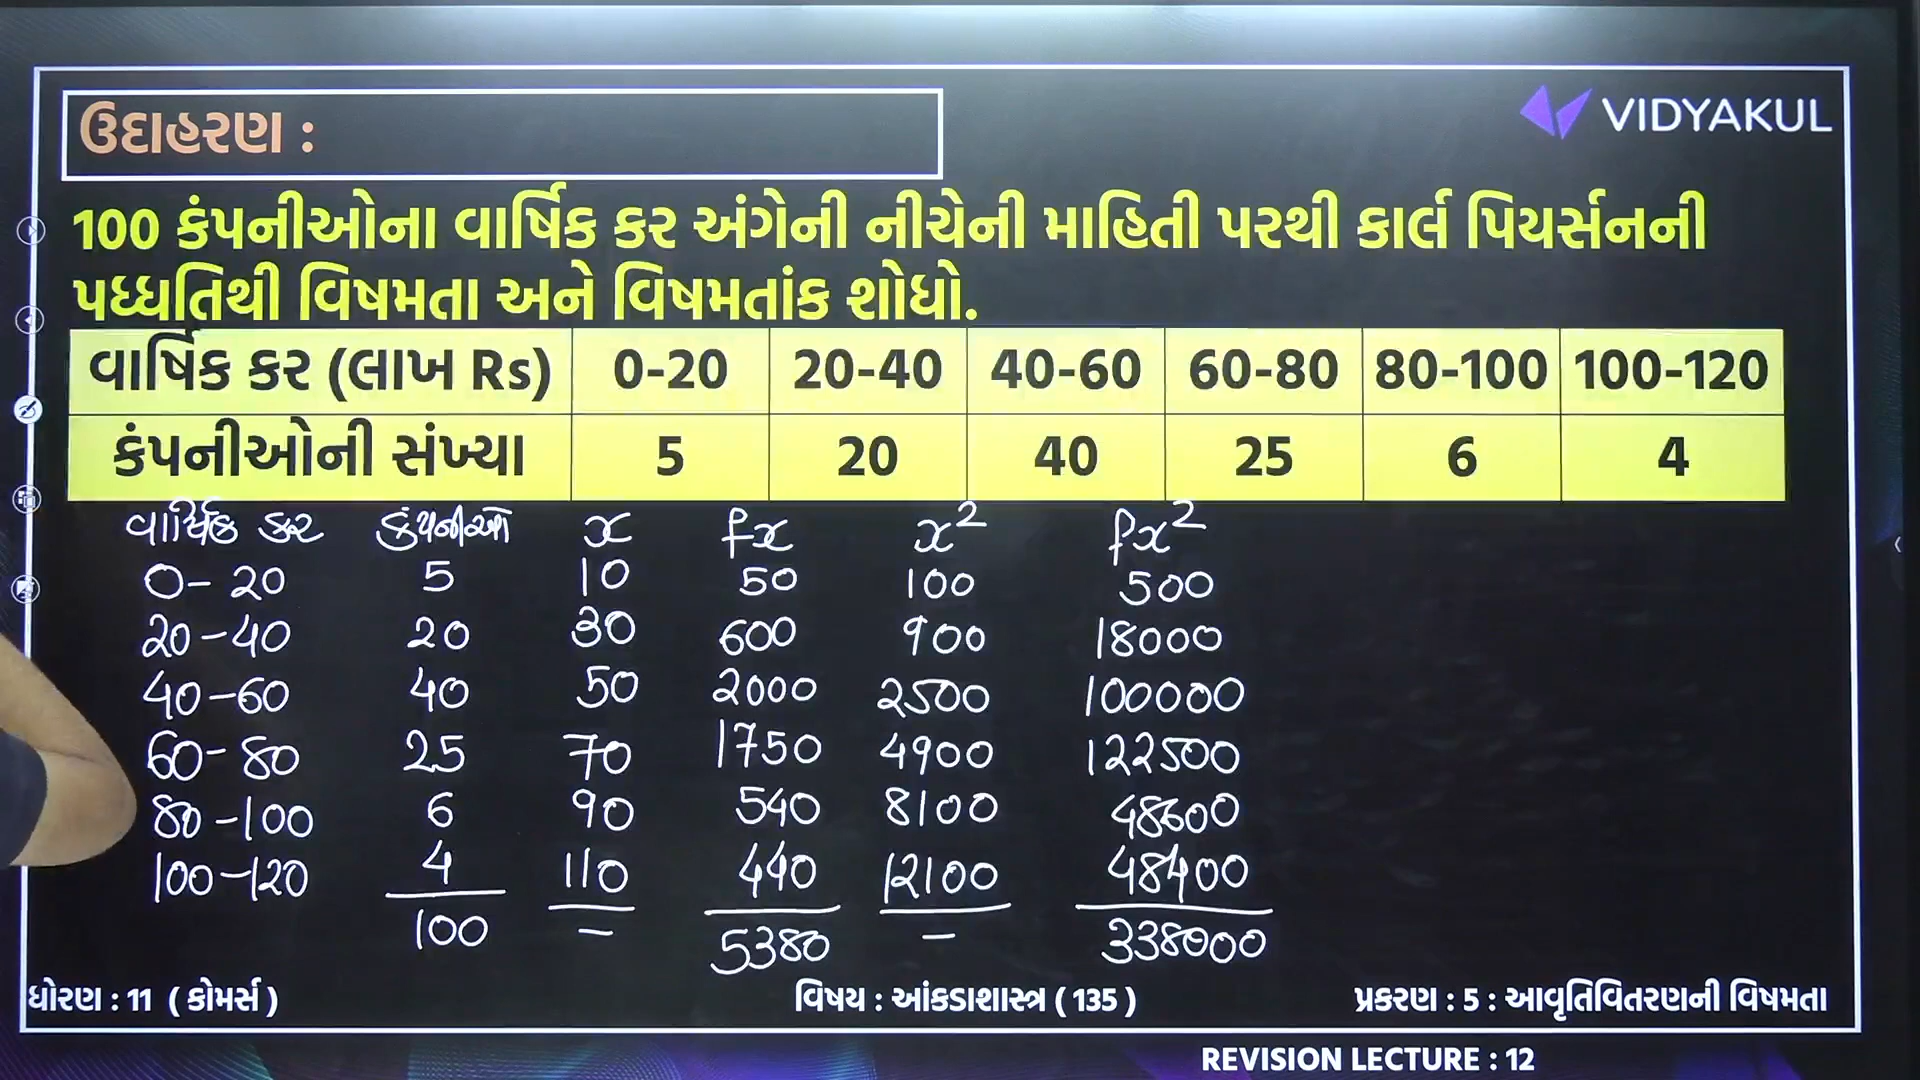 ઉદાહરણ :
VIDYAKUL
100 કંપનીઓના વાર્ષિક કર અંગેની નીચેની માહિતી પરથી કાર્લ પિયર્સનની
પધ્ધતિથી વિષમતા અને વિષમતાંક શોધો.
વાર્ષિક કર (લાખ Rs) 0-20 20-40 40-60 60-80 80-100 100-120
કંપનીઓની સંખ્યા 5 20 40 25 6 4
વાર્ષિક કર કંપનીઓ x fx x² fx²
0-20 5 10 50 100 500
20-40 20 30 600 900 18000
40-60 40 50 2000 2500 100000
60-80 25 70 1750 4900 122500
80-100 6 90 540 8100 48600
100-120 4 110 440 12100 48400
100 - 5380 - 338000
ધોરણ : 11 ( કોમર્સ ) વિષય : આંકડાશાસ્ત્ર ( 135 ) પ્રકરણ : 5 : આવૃતિવિતરણની વિષમતા
REVISION LECTURE : 12